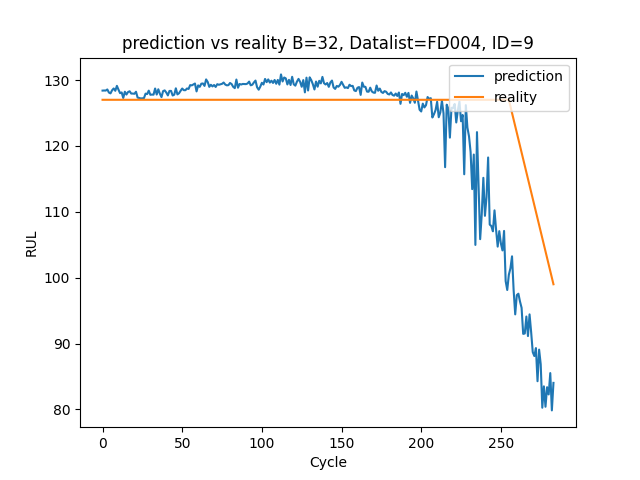 prediction vs reality B=32, Datalist=FD004, ID=9
prediction
reality
130
120
110
100
90
80
RUL
0
50
100
150
200
250
Cycle